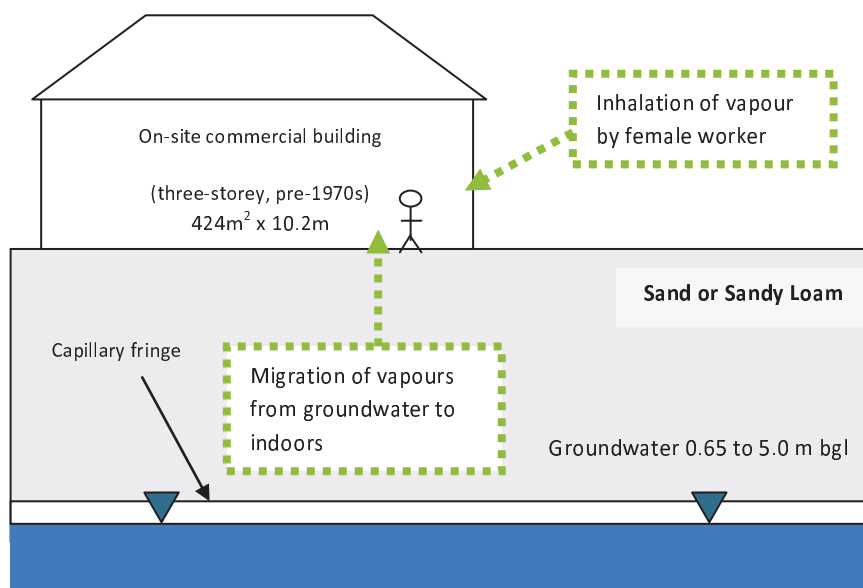 Inhalation of vapour
by female worker
On-site commercial building
(three-storey, pre-1970s)
424m² x 10.2m
Sand or Sandy Loam
Capillary fringe
Migration of vapours
from groundwater to
indoors
Groundwater 0.65 to 5.0 m bgl